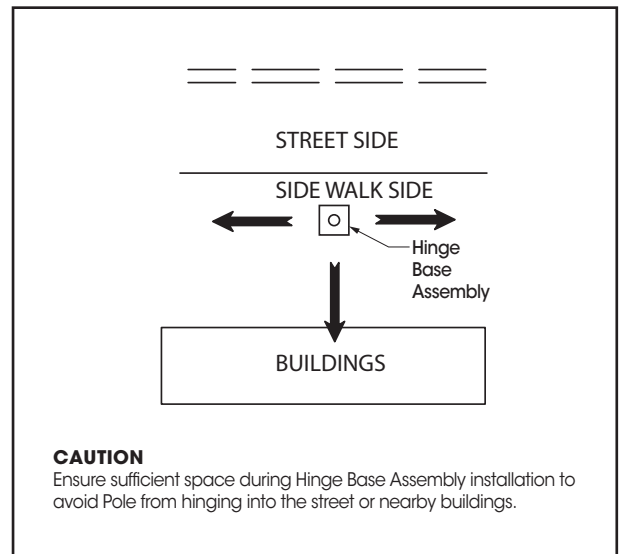 STREET SIDE
SIDE WALK SIDE
Hinge
Base
Assembly
BUILDINGS
CAUTION
Ensure sufficient space during Hinge Base Assembly installation to
avoid Pole from hinging into the street or nearby buildings.